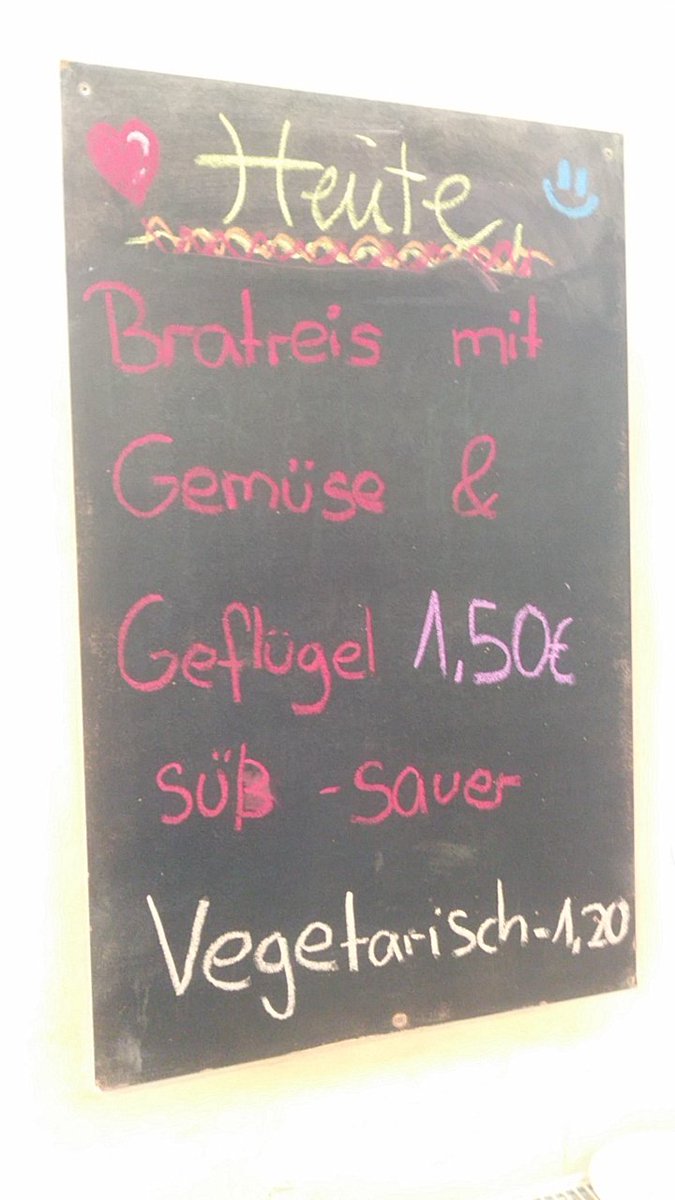 Heute
Bratreis mit
Gemüse &
Geflügel 1,50€
süß -sauer
Vegetarisch-1,20